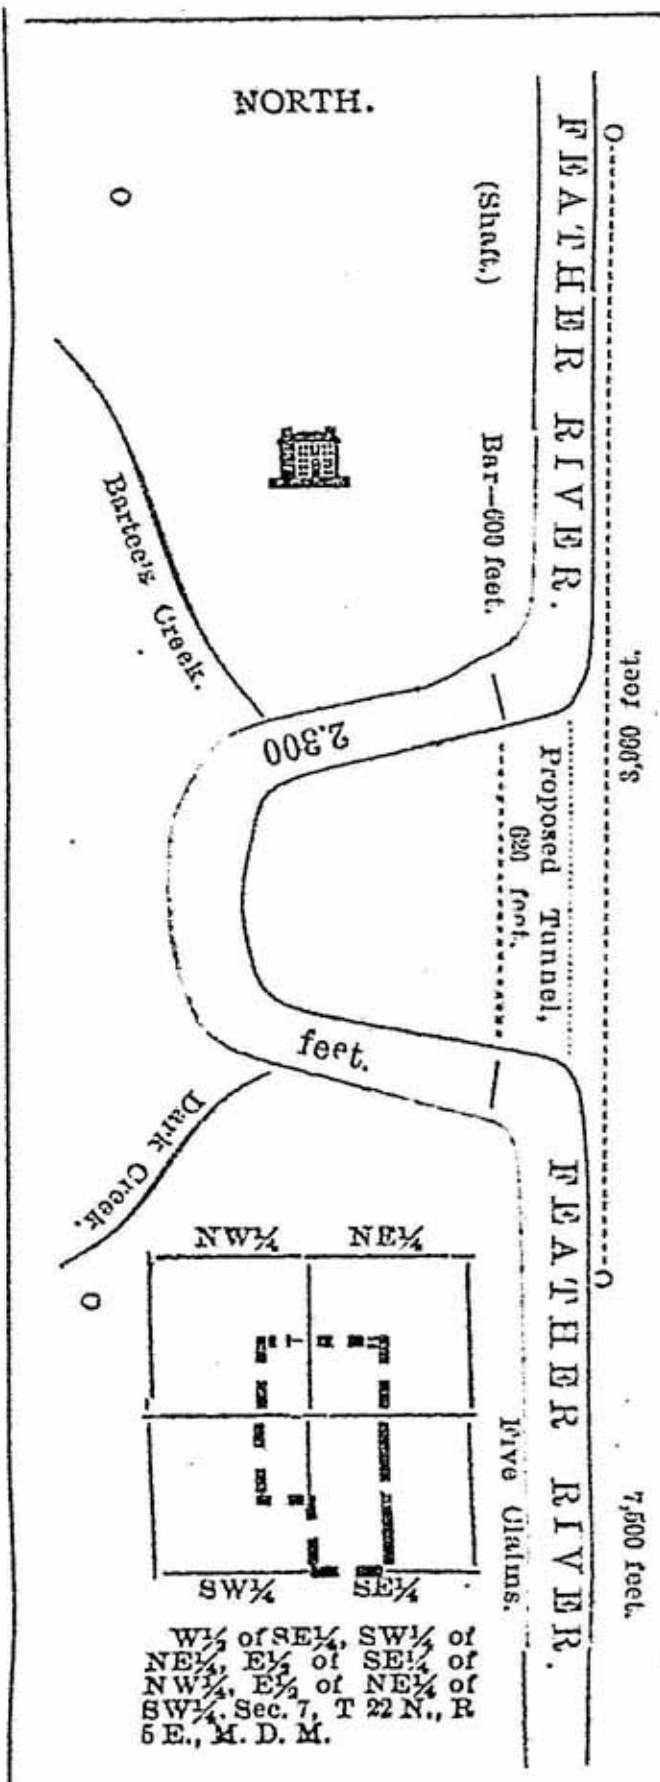 NORTH.
O
O
FEATHER RIVER.
(Shaft.)
Bar—600 feet.
Bartee's Creek.
3,960 feet.
2.300
feet.
Proposed Tunnel,
620 feet.
Dark Creek.
O
O
FEATHER RIVER.
7,500 feet.
Five Claims.
NW¼ NE¼
SW¼ SE¼
W½ of SE¼, SW¼ of
NE¼, E½ of SE¼ of
NW¼, E½ of NE¼ of
SW¼. Sec. 7, T 22 N., R
5 E., M. D. M.